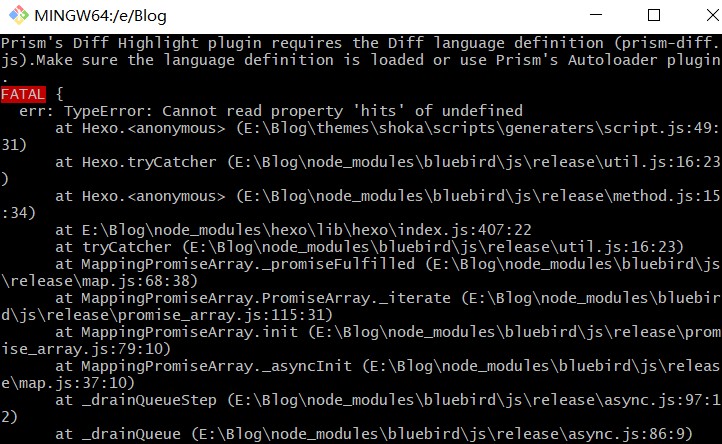 MINGW64:/e/Blog
Prism's Diff Highlight plugin requires the Diff language definition (prism-diff.
js).Make sure the language definition is loaded or use Prism's Autoloader plugin
.
FATAL {
  err: TypeError: Cannot read property 'hits' of undefined
      at Hexo.<anonymous> (E:\Blog\themes\shoka\scripts\generaters\script.js:49:
31)
      at Hexo.tryCatcher (E:\Blog\node_modules\bluebird\js\release\util.js:16:23
)
      at Hexo.<anonymous> (E:\Blog\node_modules\bluebird\js\release\method.js:15
:34)
      at E:\Blog\node_modules\hexo\lib\hexo\index.js:407:22
      at tryCatcher (E:\Blog\node_modules\bluebird\js\release\util.js:16:23)
      at MappingPromiseArray._promiseFulfilled (E:\Blog\node_modules\bluebird\js
\release\map.js:68:38)
      at MappingPromiseArray.PromiseArray._iterate (E:\Blog\node_modules\bluebir
d\js\release\promise_array.js:115:31)
      at MappingPromiseArray.init (E:\Blog\node_modules\bluebird\js\release\prom
ise_array.js:79:10)
      at MappingPromiseArray._asyncInit (E:\Blog\node_modules\bluebird\js\releas
e\map.js:37:10)
      at _drainQueueStep (E:\Blog\node_modules\bluebird\js\release\async.js:97:1
2)
      at _drainQueue (E:\Blog\node_modules\bluebird\js\release\async.js:86:9)